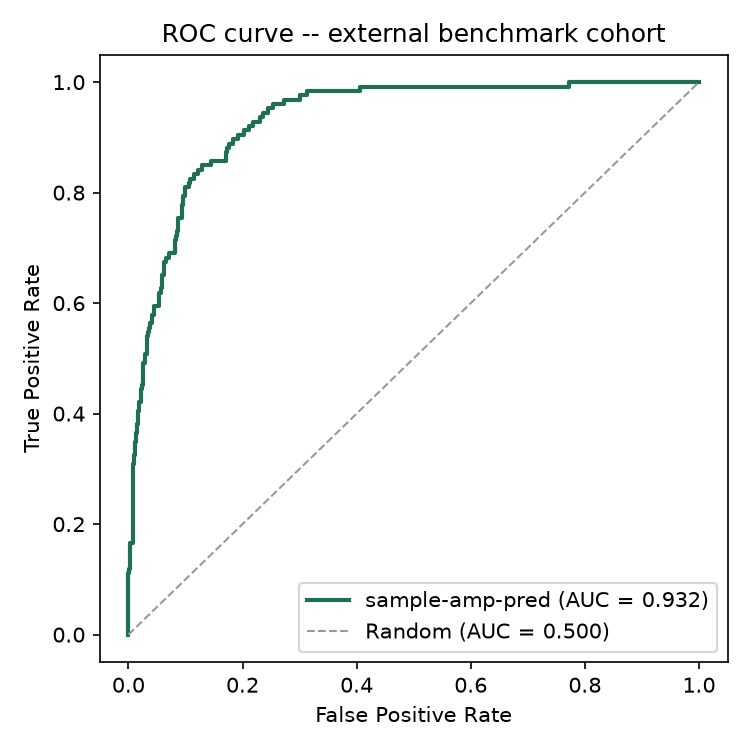 ROC curve -- external benchmark cohort
True Positive Rate
1.0
0.8
0.6
0.4
0.2
0.0
sample-amp-pred (AUC = 0.932)
Random (AUC = 0.500)
0.0 0.2 0.4 0.6 0.8 1.0
False Positive Rate